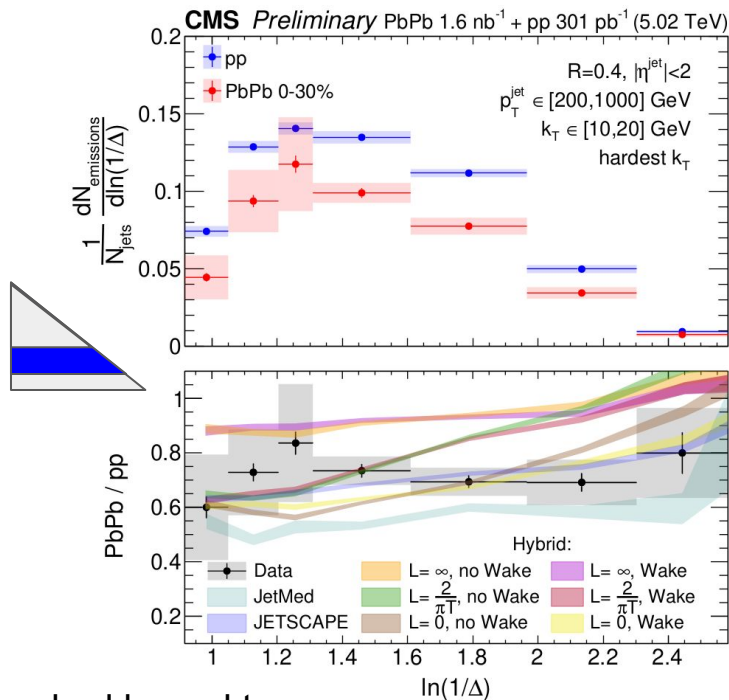 CMS Preliminary PbPb 1.6 nb⁻¹ + pp 301 pb⁻¹ (5.02 TeV)
0.2
0.15
0.1
0.05
0
1/N_jets dN_emissions/dln(1/Δ)
pp
PbPb 0-30%
R=0.4, |η^jet|<2
p_T^jet ∈ [200,1000] GeV
k_T ∈ [10,20] GeV
hardest k_T
1
0.8
0.6
0.4
0.2
PbPb / pp
Hybrid:
Data
JetMed
JETSCAPE
L= ∞, no Wake
L= 2/πT, no Wake
L= 0, no Wake
L= ∞, Wake
L= 2/πT, Wake
L= 0, Wake
1 1.2 1.4 1.6 1.8 2 2.2 2.4
ln(1/Δ)